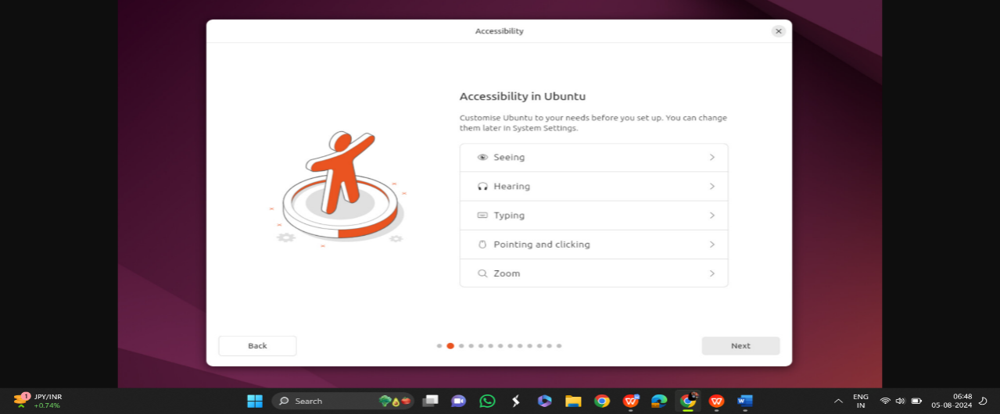 Accessibility
Accessibility in Ubuntu
Customise Ubuntu to your needs before you set up. You can change
them later in System Settings.
Seeing
Hearing
Typing
Pointing and clicking
Zoom
Back
Next
1
JPY/INR
+0.74%
Search
ENG
IN
06:48
05-08-2024